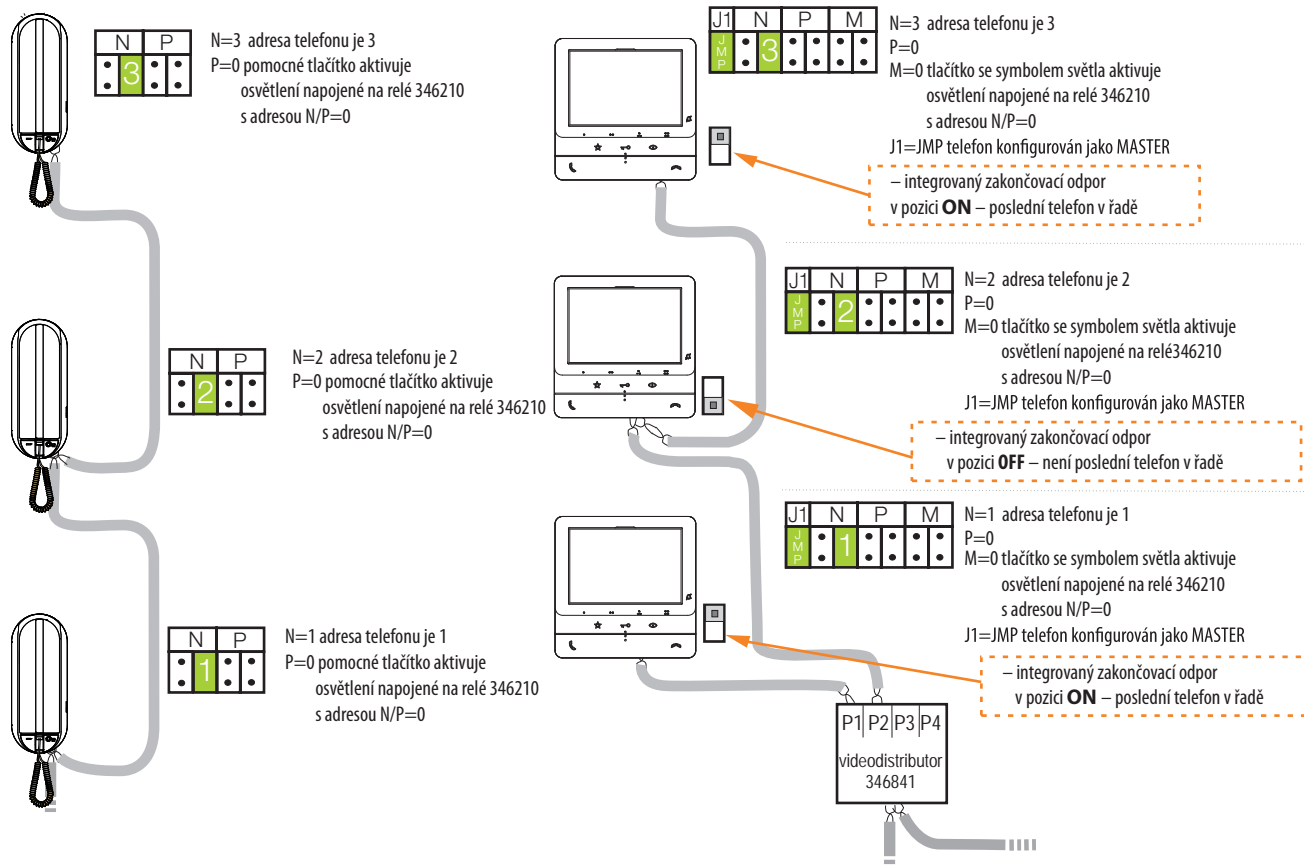 N P
3
N=3 adresa telefonu je 3
P=0 pomocné tlačítko aktivuje
osvětlení napojené na relé 346210
s adresou N/P=0
N P
2
N=2 adresa telefonu je 2
P=0 pomocné tlačítko aktivuje
osvětlení napojené na relé 346210
s adresou N/P=0
N P
1
N=1 adresa telefonu je 1
P=0 pomocné tlačítko aktivuje
osvětlení napojené na relé 346210
s adresou N/P=0
J1 N P M
JMP 3
N=3 adresa telefonu je 3
P=0
M=0 tlačítko se symbolem světla aktivuje
osvětlení napojené na relé 346210
s adresou N/P=0
J1=JMP telefon konfigurován jako MASTER
– integrovaný zakončovací odpor
v pozici ON – poslední telefon v řadě
J1 N P M
JMP 2
N=2 adresa telefonu je 2
P=0
M=0 tlačítko se symbolem světla aktivuje
osvětlení napojené na relé346210
s adresou N/P=0
J1=JMP telefon konfigurován jako MASTER
– integrovaný zakončovací odpor
v pozici OFF – není poslední telefon v řadě
J1 N P M
JMP 1
N=1 adresa telefonu je 1
P=0
M=0 tlačítko se symbolem světla aktivuje
osvětlení napojené na relé 346210
s adresou N/P=0
J1=JMP telefon konfigurován jako MASTER
– integrovaný zakončovací odpor
v pozici ON – poslední telefon v řadě
P1 P2 P3 P4
videodistributor
346841